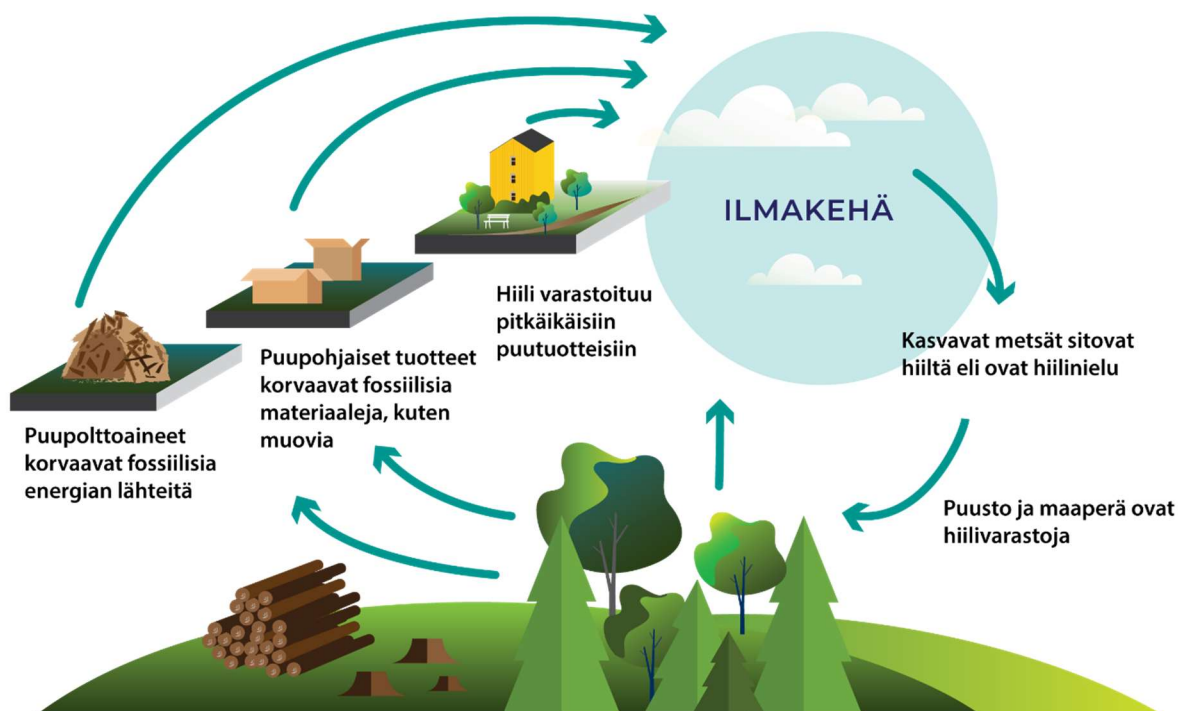 ILMAKEHÄ
Hiili varastoituu
pitkäikäisiin
puutuotteisiin
Kasvavat metsät sitovat
hiiltä eli ovat hiilinielu
Puupohjaiset tuotteet
korvaavat fossiilisia
materiaaleja, kuten
muovia
Puupolttoaineet
korvaavat fossiilisia
energian lähteitä
Puusto ja maaperä ovat
hiilivarastoja